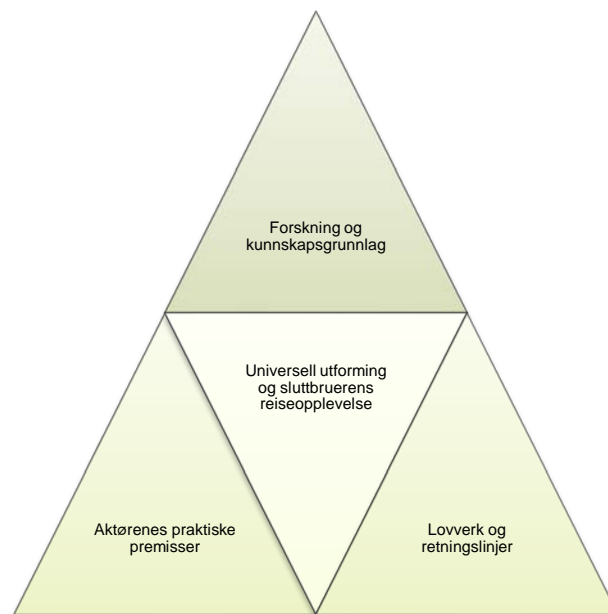 Forskning og
kunnskapsgrunnlag
Universell utforming
og sluttbruerens
reiseopplevelse
Aktørenes praktiske
premisser
Lovverk og
retningslinjer